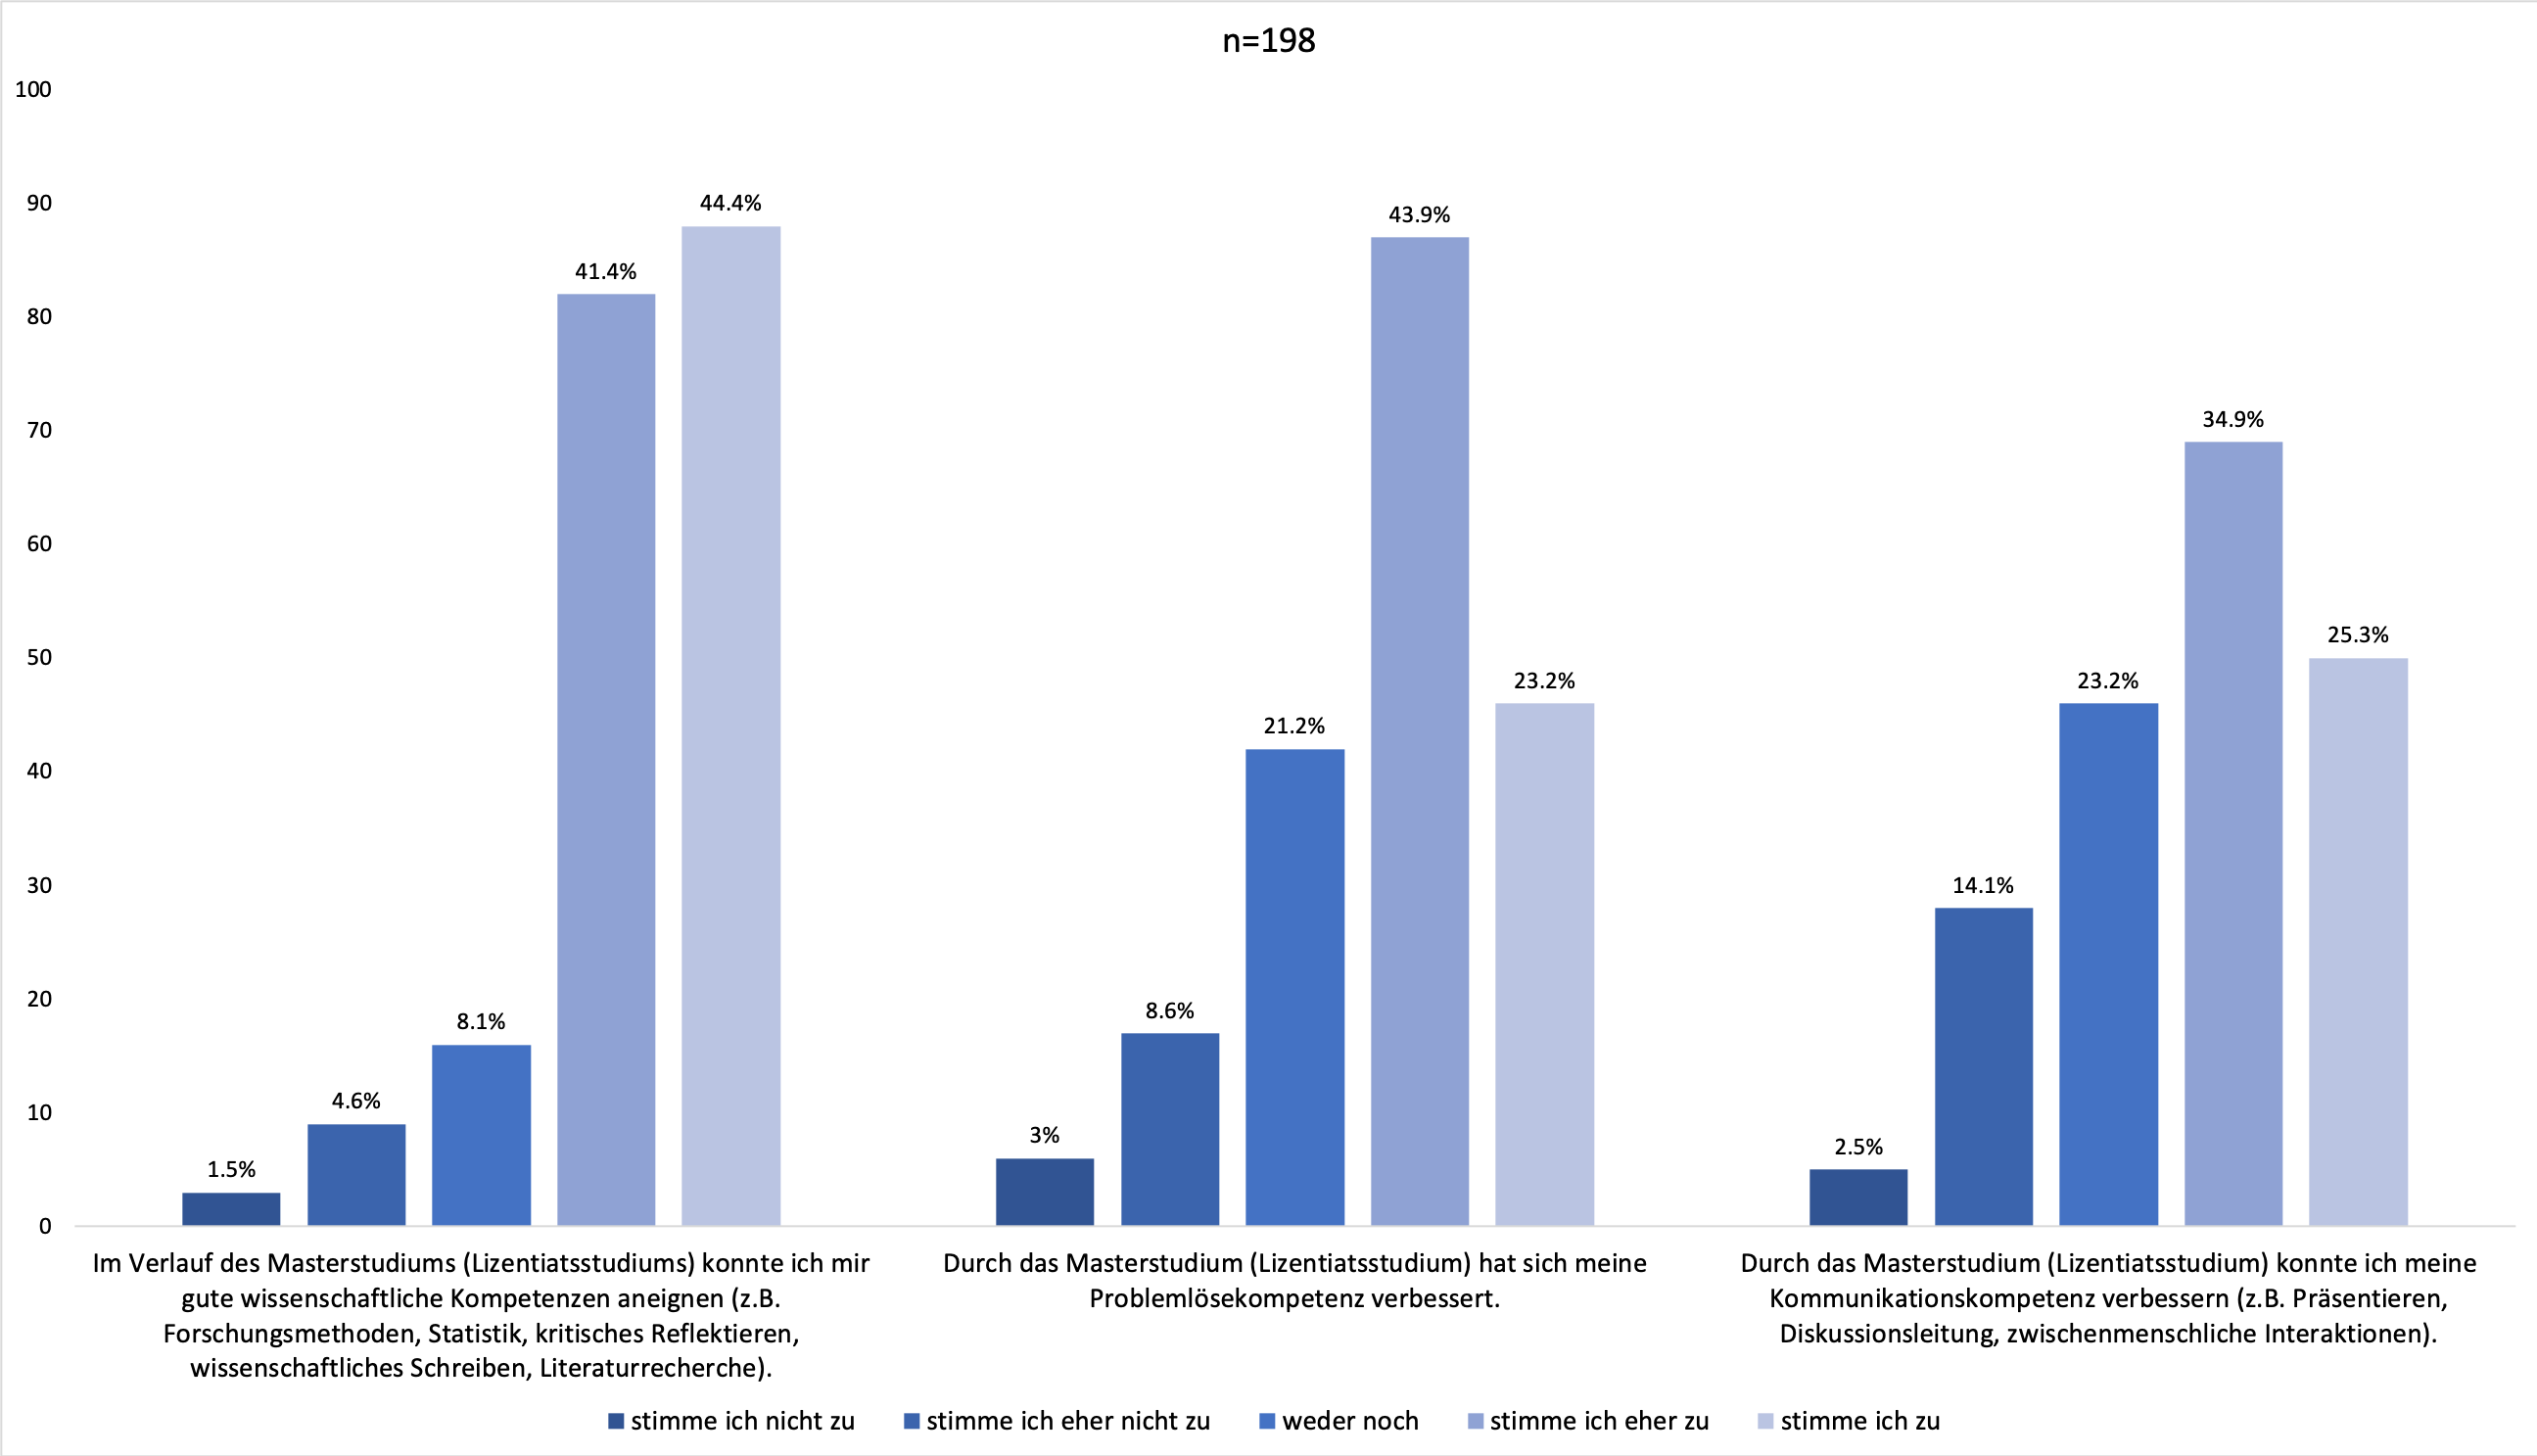 n=198
100
90
80
70
60
50
40
30
20
10
0
1.5%
4.6%
8.1%
41.4%
44.4%
3%
8.6%
21.2%
43.9%
23.2%
2.5%
14.1%
23.2%
34.9%
25.3%
Im Verlauf des Masterstudiums (Lizentiatsstudiums) konnte ich mir
gute wissenschaftliche Kompetenzen aneignen (z.B.
Forschungsmethoden, Statistik, kritisches Reflektieren,
wissenschaftliches Schreiben, Literaturrecherche).
Durch das Masterstudium (Lizentiatsstudium) hat sich meine
Problemlösekompetenz verbessert.
Durch das Masterstudium (Lizentiatsstudium) konnte ich meine
Kommunikationskompetenz verbessern (z.B. Präsentieren,
Diskussionsleitung, zwischenmenschliche Interaktionen).
stimme ich nicht zu
stimme ich eher nicht zu
weder noch
stimme ich eher zu
stimme ich zu